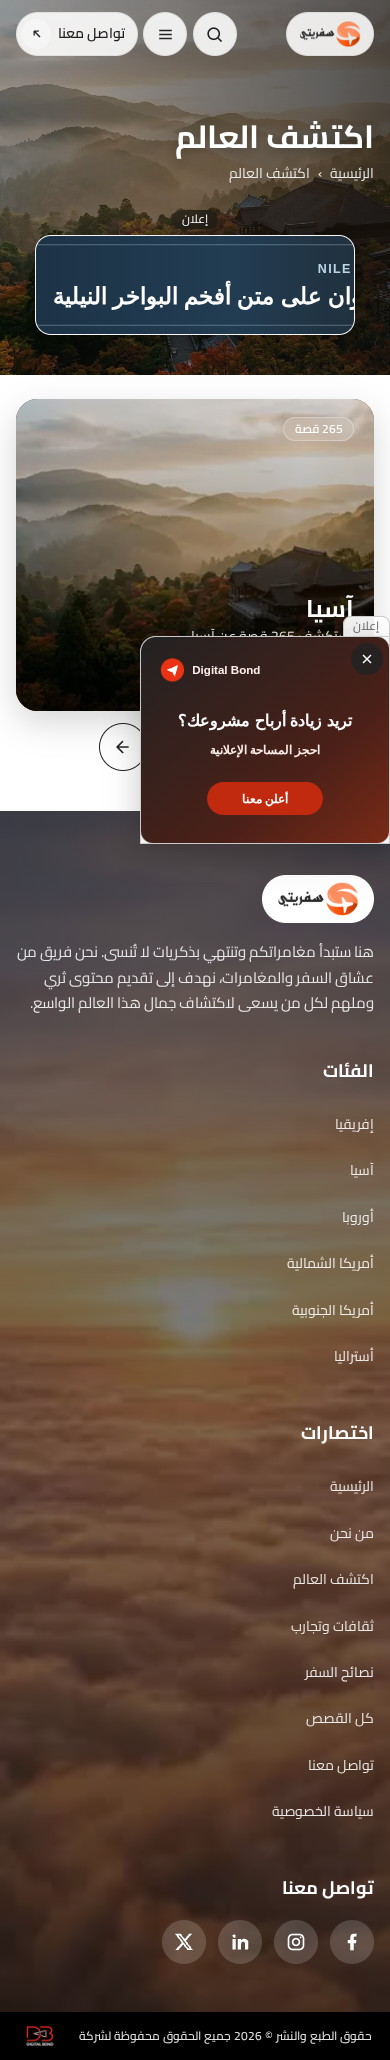 سفريتي
تواصل معنا
اكتشف العالم
الرئيسية › اكتشف العالم
إعلان
NILE
وان على متن أفخم البواخر النيلية
265 قصة
آسيا
إعلان
Digital Bond
تريد زيادة أرباح مشروعك؟
احجز المساحة الإعلانية
أعلن معنا
سفريتي
هنا ستبدأ مغامراتكم وتنتهي بذكريات لا تُنسى. نحن فريق من
عشاق السفر والمغامرات، نهدف إلى تقديم محتوى ثري
وملهم لكل من يسعى لاكتشاف جمال هذا العالم الواسع.
الفئات
إفريقيا
آسيا
أوروبا
أمريكا الشمالية
أمريكا الجنوبية
أستراليا
اختصارات
الرئيسية
من نحن
اكتشف العالم
ثقافات وتجارب
نصائح السفر
كل القصص
تواصل معنا
سياسة الخصوصية
تواصل معنا
حقوق الطبع والنشر © 2026 جميع الحقوق محفوظة لشركة